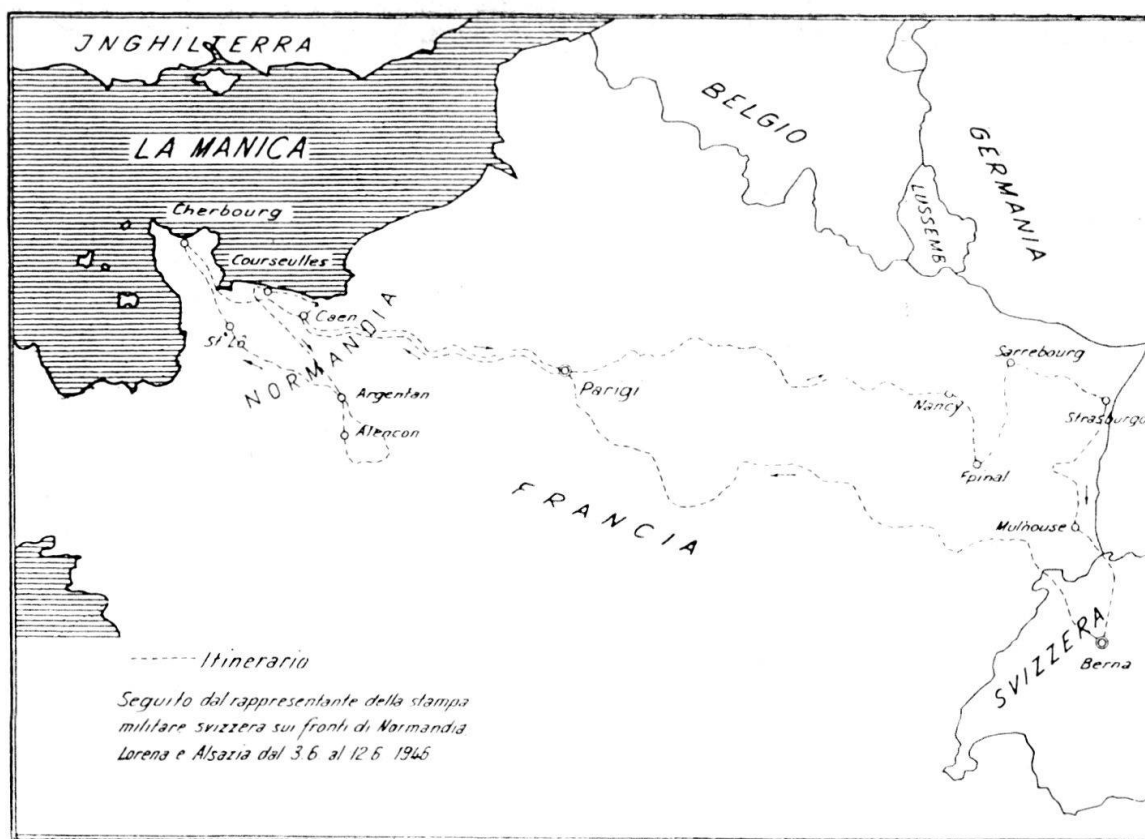 JNGHILTERRA
LA MANICA
BELGIO
GERMANIA
LUSSEMB
Cherbourg
Courseulles
Caen
St Lô
NORMANDIA
Argentan
Alencon
Parigi
Nancy
Sarrebourg
Strasburgo
Epinal
Mulhouse
FRANCIA
SVIZZERA
Berna
Itinerario
Seguito dal rappresentante della stampa
militare svizzera sui fronti di Normandia
Lorena e Alsazia dal 3.6 al 12.6 1946